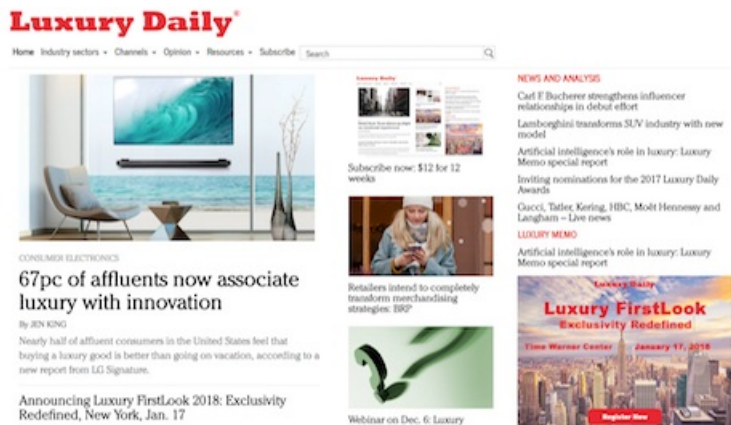 Luxury Daily®
Home Industry sectors Channels Opinion Resources Subscribe Search
CONSUMER ELECTRONICS
67pc of affluents now associate
luxury with innovation
By JEN KING
Nearly half of affluent consumers in the United States feel that
buying a luxury good is better than going on vacation, according to a
new report from LG Signature.
Announcing Luxury FirstLook 2018: Exclusivity
Redefined, New York, Jan. 17
Luxury Daily
Subscribe now: $12 for 12
weeks
Retailers intend to completely
transform merchandising
strategies: BRP
Webinar on Dec. 6: Luxury
NEWS AND ANALYSIS
Carl F Bucherer strengthens influencer
relationships in debut effort
Lamborghini transforms SUV industry with new
model
Artificial intelligence's role in luxury: Luxury
Memo special report
Inviting nominations for the 2017 Luxury Daily
Awards
Gucci, Tatler, Kering, HBC, Moët Hennessy and
Langham – Live news
LUXURY MEMO
Artificial intelligence's role in luxury: Luxury
Memo special report
Luxury Daily
Luxury FirstLook
Exclusivity Redefined
Time Warner Center January 17, 2018
Register Now